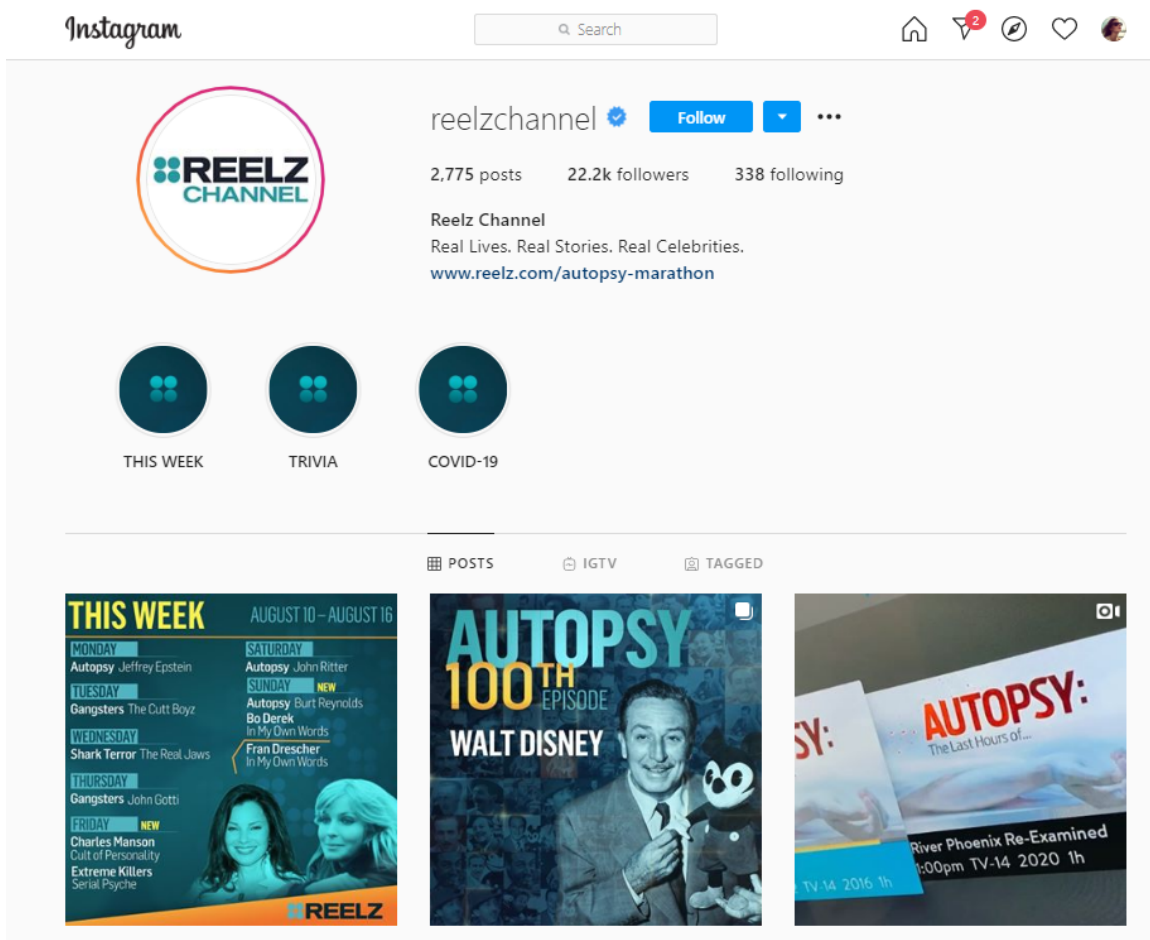 Instagram
Search
2
reelzchannel
Follow
2,775 posts 22.2k followers 338 following
Reelz Channel
Real Lives. Real Stories. Real Celebrities.
www.reelz.com/autopsy-marathon
REELZ
CHANNEL
THIS WEEK
TRIVIA
COVID-19
POSTS
IGTV
TAGGED
THIS WEEK
AUGUST 10 – AUGUST 16
MONDAY
Autopsy Jeffrey Epstein
TUESDAY
Gangsters The Cutt Boyz
WEDNESDAY
Shark Terror The Real Jaws
THURSDAY
Gangsters John Gotti
FRIDAY NEW
Charles Manson
Cult of Personality
Extreme Killers
Serial Psyche
SATURDAY
Autopsy John Ritter
SUNDAY NEW
Autopsy Burt Reynolds
Bo Derek
In My Own Words
Fran Drescher
In My Own Words
REELZ
AUTOPSY
100TH
EPISODE
WALT DISNEY
SY:
TV-14 2016 1h
AUTOPSY:
The Last Hours of...
River Phoenix Re-Examined
1:00pm TV-14 2020 1h